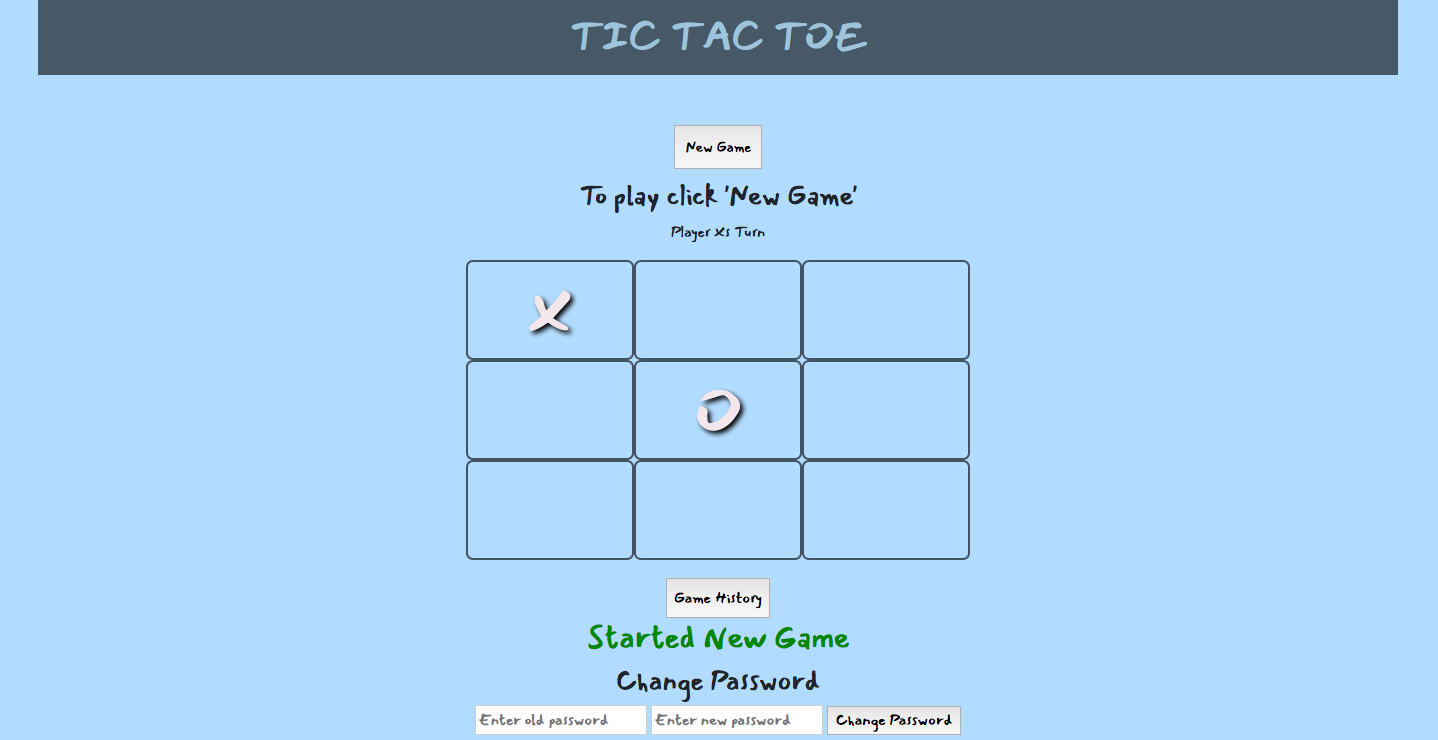 TIC TAC TOE
New Game
To play click 'New Game'
Player Xs Turn
X
O
Game History
Started New Game
Change Password
Enter old password Enter new password Change Password